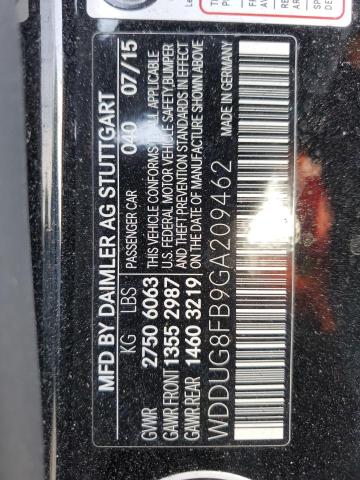 MFD BY DAIMLER AG STUTTGART
KG LBS PASSENGER CAR 040 07/15
GVWR 2750 6063 THIS VEHICLE CONFORMS TO ALL APPLICABLE
U.S. FEDERAL MOTOR VEHICLE SAFETY, BUMPER
GAWR FRONT 1355 2987 AND THEFT PREVENTION STANDARDS IN EFFECT
GAWR REAR 1460 3219 ON THE DATE OF MANUFACTURE SHOWN ABOVE
WDDUG8FB9GA209462 MADE IN GERMANY